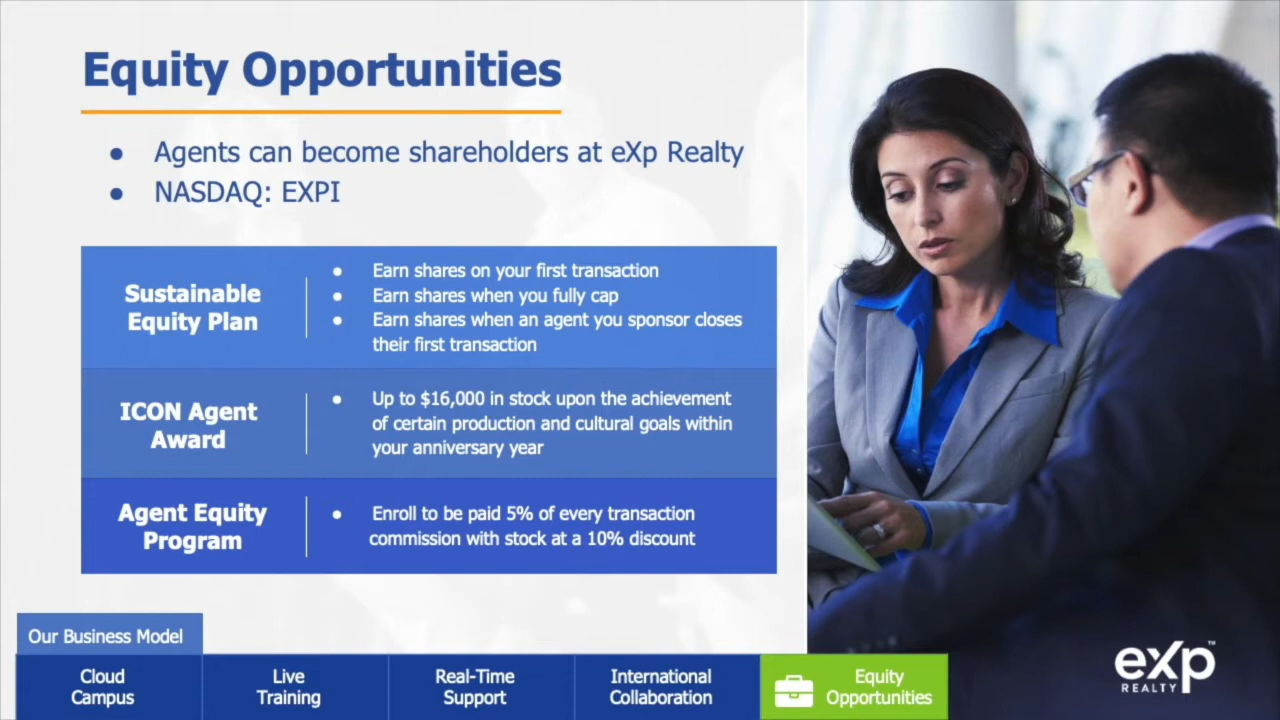 Equity Opportunities
● Agents can become shareholders at eXp Realty
● NASDAQ: EXPI
Sustainable
Equity Plan
● Earn shares on your first transaction
● Earn shares when you fully cap
● Earn shares when an agent you sponsor closes
their first transaction
ICON Agent
Award
● Up to $16,000 in stock upon the achievement
of certain production and cultural goals within
your anniversary year
Agent Equity
Program
● Enroll to be paid 5% of every transaction
commission with stock at a 10% discount
Our Business Model
Cloud
Campus
Live
Training
Real-Time
Support
International
Collaboration
Equity
Opportunities
eXp™
REALTY